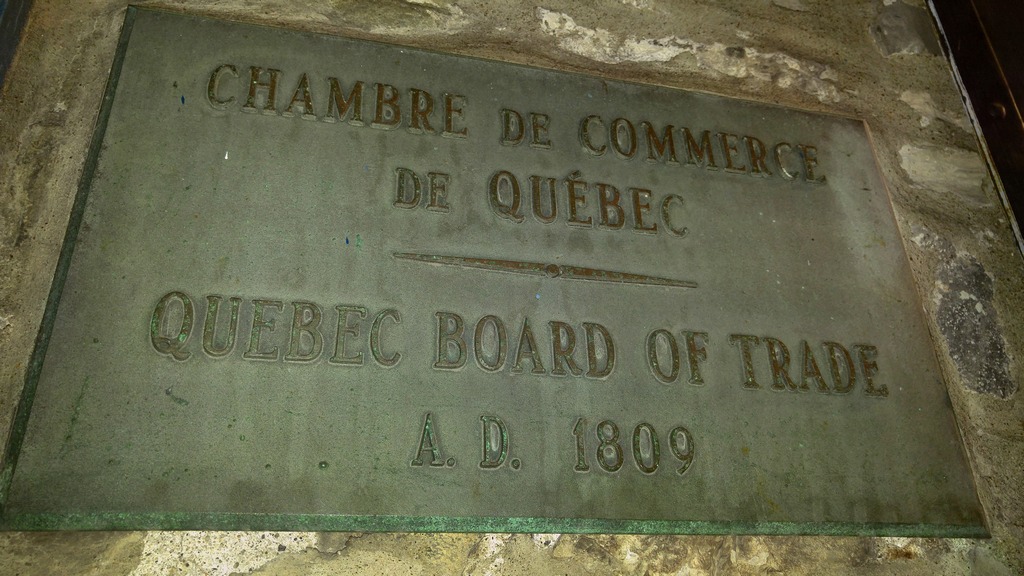 CHAMBRE DE COMMERCE
DE QUÉBEC
QUEBEC BOARD OF TRADE
A. D. 1809